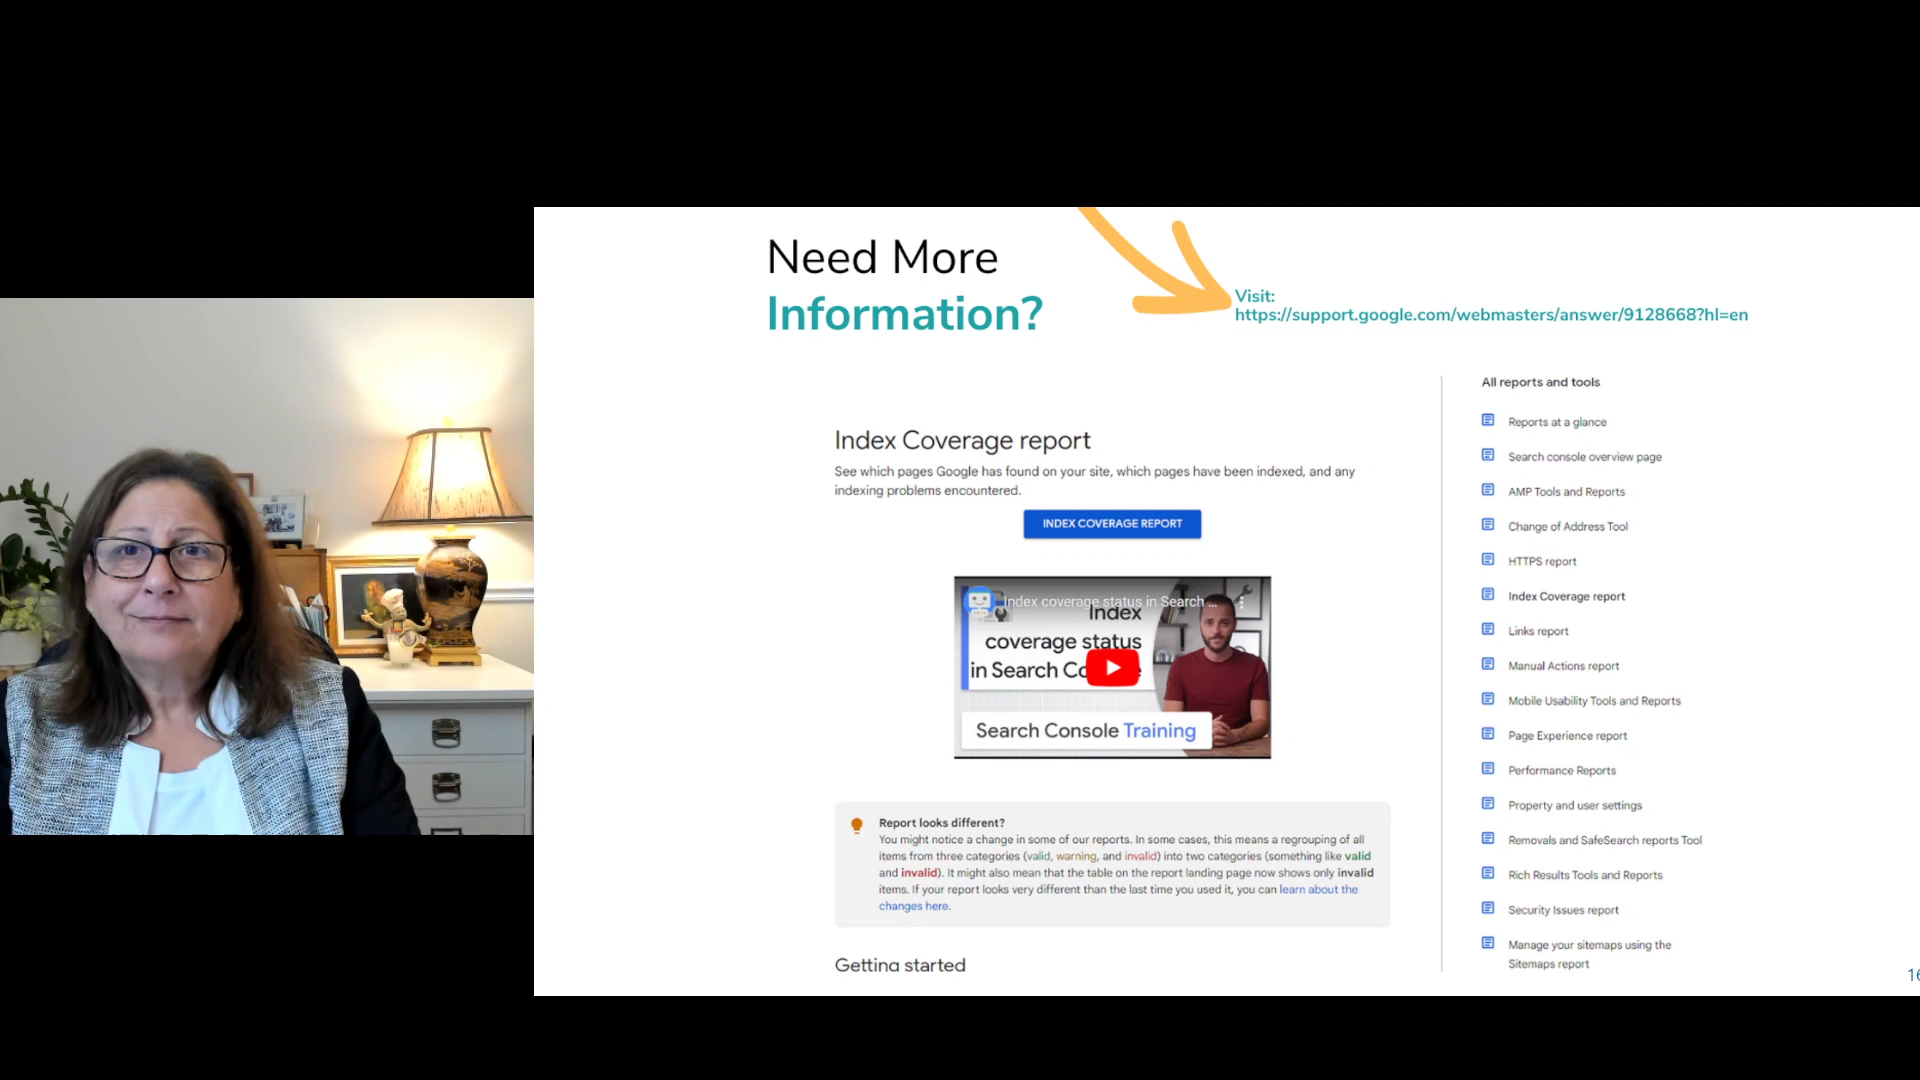 Need More
Information?
Visit:
https://support.google.com/webmasters/answer/9128668?hl=en
Index Coverage report
See which pages Google has found on your site, which pages have been indexed, and any
indexing problems encountered.
INDEX COVERAGE REPORT
Index coverage status in Search ...
Index
coverage status
in Search
Search Console Training
Report looks different?
You might notice a change in some of our reports. In some cases, this means a regrouping of all
items from three categories (valid, warning, and invalid) into two categories (something like valid
and invalid). It might also mean that the table on the report landing page now shows only invalid
items. If your report looks very different than the last time you used it, you can learn about the
changes here.
Getting started
All reports and tools
Reports at a glance
Search console overview page
AMP Tools and Reports
Change of Address Tool
HTTPS report
Index Coverage report
Links report
Manual Actions report
Mobile Usability Tools and Reports
Page Experience report
Performance Reports
Property and user settings
Removals and SafeSearch reports Tool
Rich Results Tools and Reports
Security Issues report
Manage your sitemaps using the
Sitemaps report